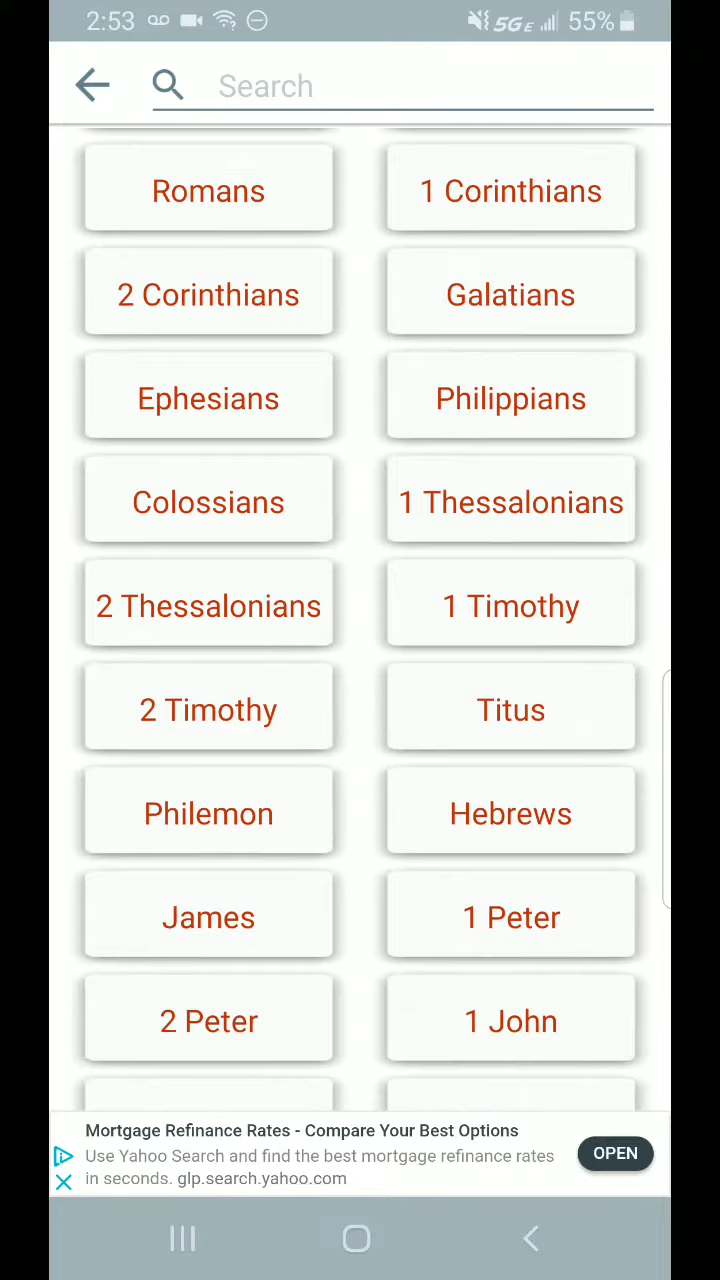 2:53 5GE 55%
Search
Romans 1 Corinthians
2 Corinthians Galatians
Ephesians Philippians
Colossians 1 Thessalonians
2 Thessalonians 1 Timothy
2 Timothy Titus
Philemon Hebrews
James 1 Peter
2 Peter 1 John
Mortgage Refinance Rates - Compare Your Best Options
Use Yahoo Search and find the best mortgage refinance rates
in seconds. glp.search.yahoo.com
OPEN